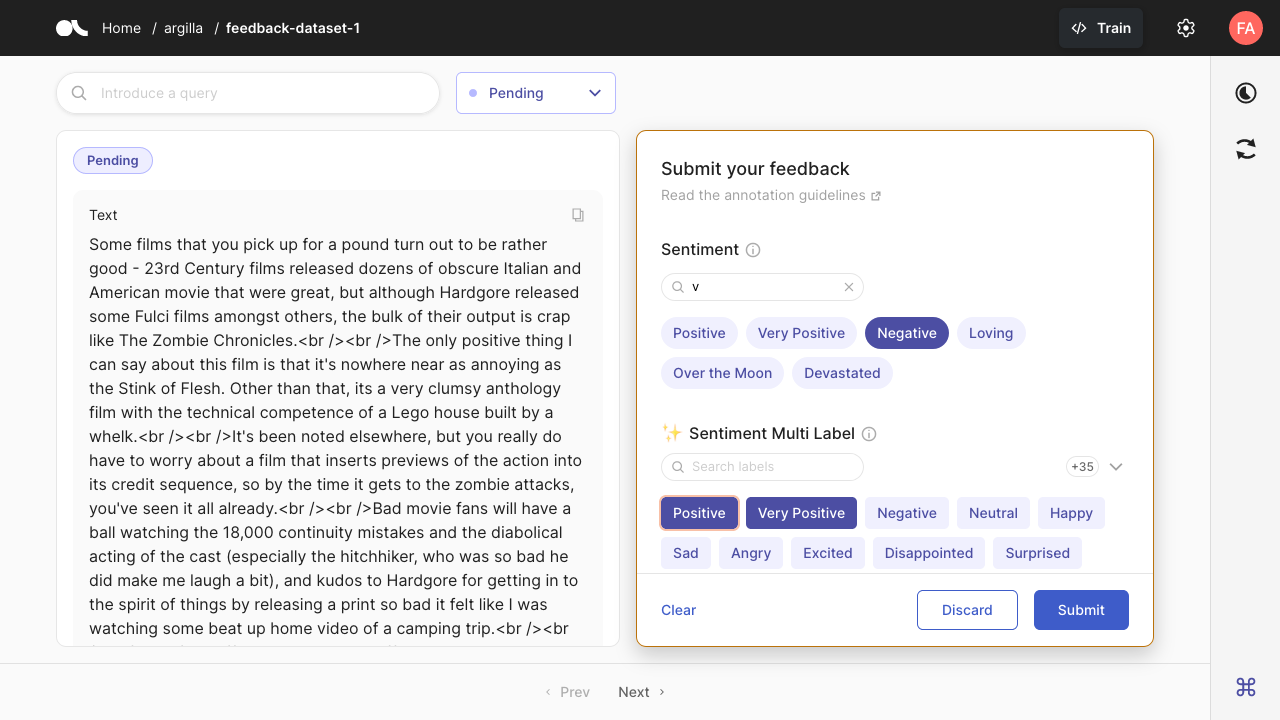 Home / argilla / feedback-dataset-1
Train
FA
Introduce a query
Pending
Pending
Text
Some films that you pick up for a pound turn out to be rather
good - 23rd Century films released dozens of obscure Italian and
American movie that were great, but although Hardgore released
some Fulci films amongst others, the bulk of their output is crap
like The Zombie Chronicles.<br /><br />The only positive thing I
can say about this film is that it's nowhere near as annoying as
the Stink of Flesh. Other than that, its a very clumsy anthology
film with the technical competence of a Lego house built by a
whelk.<br /><br />It's been noted elsewhere, but you really do
have to worry about a film that inserts previews of the action into
its credit sequence, so by the time it gets to the zombie attacks,
you've seen it all already.<br /><br />Bad movie fans will have a
ball watching the 18,000 continuity mistakes and the diabolical
acting of the cast (especially the hitchhiker, who was so bad he
did make me laugh a bit), and kudos to Hardgore for getting in to
the spirit of things by releasing a print so bad it felt like I was
watching some beat up home video of a camping trip.<br /><br
Submit your feedback
Read the annotation guidelines
Sentiment
v
Positive Very Positive Negative Loving
Over the Moon Devastated
✨ Sentiment Multi Label
Search labels
+35
Positive Very Positive Negative Neutral Happy
Sad Angry Excited Disappointed Surprised
Clear
Discard
Submit
Prev
Next